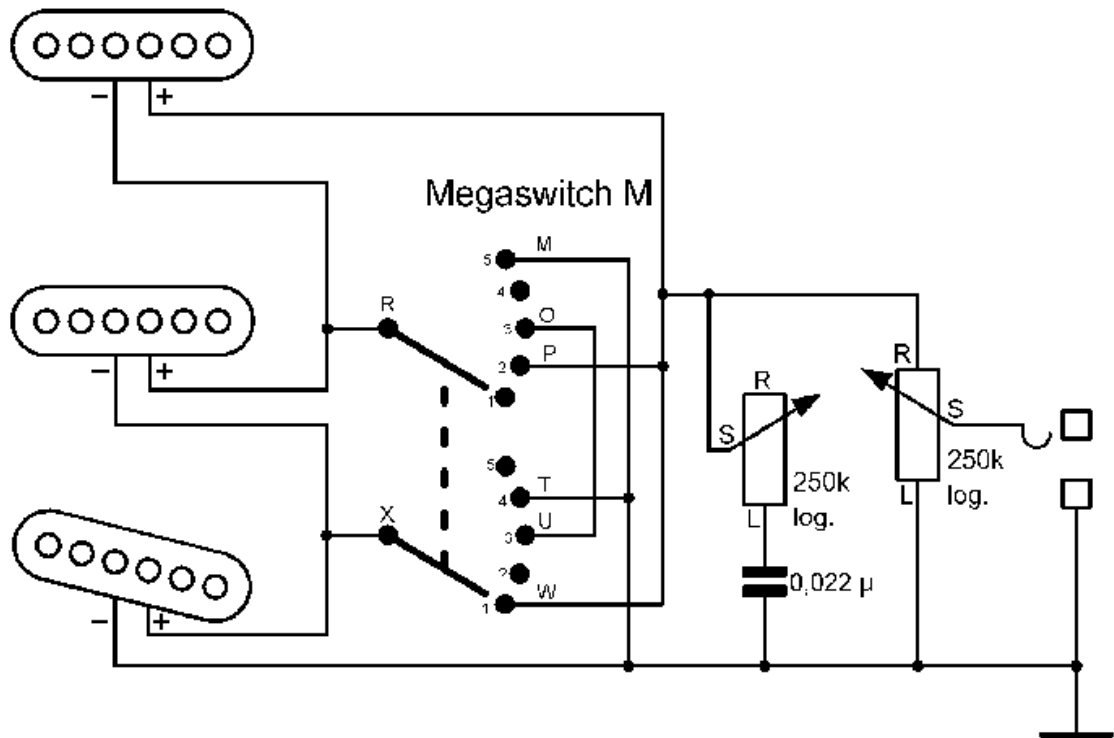 − +
Megaswitch M
5 M
4
R
3 O
2 P
1
R
R
S
S
− +
5
250k
log.
250k
log.
4 T
X
3 U
L
L
2
0,022 µ
1 W
− +